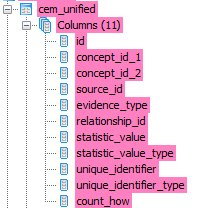 cem_unified
Columns (11)
id
concept_id_1
concept_id_2
source_id
evidence_type
relationship_id
statistic_value
statistic_value_type
unique_identifier
unique_identifier_type
count_how